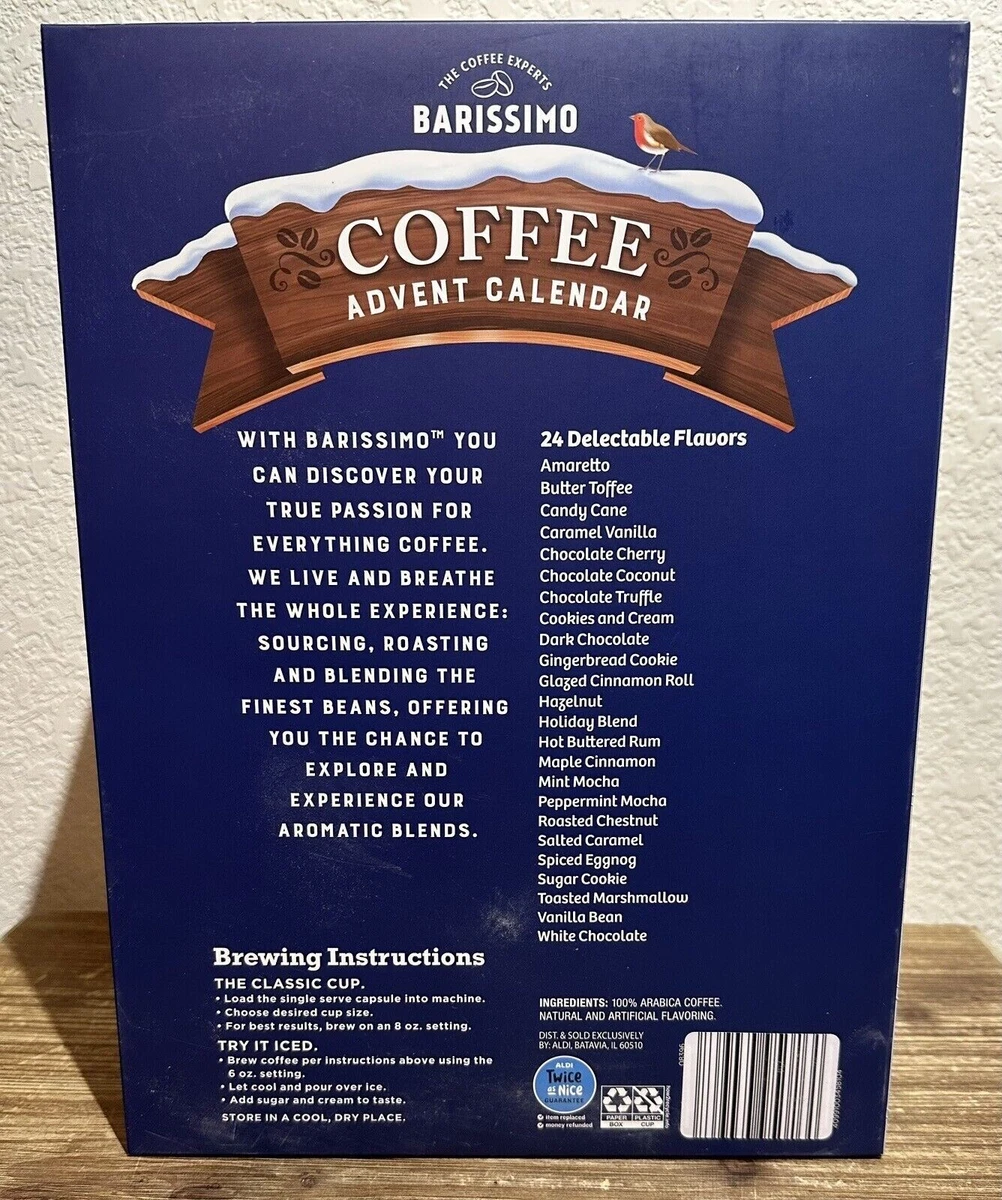 THE COFFEE EXPERTS
BARISSIMO
COFFEE
ADVENT CALENDAR
WITH BARISSIMO™ YOU
CAN DISCOVER YOUR
TRUE PASSION FOR
EVERYTHING COFFEE.
WE LIVE AND BREATHE
THE WHOLE EXPERIENCE:
SOURCING, ROASTING
AND BLENDING THE
FINEST BEANS, OFFERING
YOU THE CHANCE TO
EXPLORE AND
EXPERIENCE OUR
AROMATIC BLENDS.
24 Delectable Flavors
Amaretto
Butter Toffee
Candy Cane
Caramel Vanilla
Chocolate Cherry
Chocolate Coconut
Chocolate Truffle
Cookies and Cream
Dark Chocolate
Gingerbread Cookie
Glazed Cinnamon Roll
Hazelnut
Holiday Blend
Hot Buttered Rum
Maple Cinnamon
Mint Mocha
Peppermint Mocha
Roasted Chestnut
Salted Caramel
Spiced Eggnog
Sugar Cookie
Toasted Marshmallow
Vanilla Bean
White Chocolate
Brewing Instructions
THE CLASSIC CUP.
• Load the single serve capsule into machine.
• Choose desired cup size.
• For best results, brew on an 8 oz. setting.
TRY IT ICED.
• Brew coffee per instructions above using the
6 oz. setting.
• Let cool and pour over ice.
• Add sugar and cream to taste.
STORE IN A COOL, DRY PLACE.
INGREDIENTS: 100% ARABICA COFFEE.
NATURAL AND ARTIFICIAL FLAVORING.
DIST. & SOLD EXCLUSIVELY
BY: ALDI, BATAVIA, IL 60510
ALDI
Twice
as Nice
GUARANTEE
item replaced
money refunded
PAPER
BOX
PLASTIC
CUP